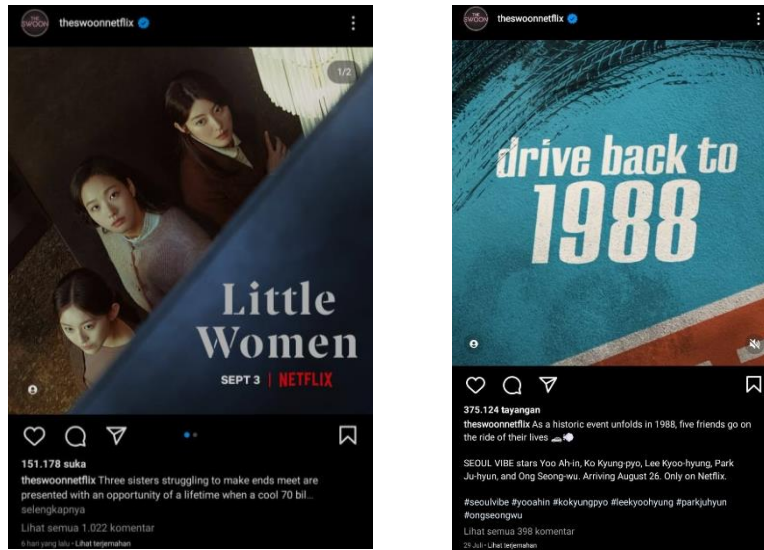 THE SWOON
theswoonnetflix
1/2
Little
Women
SEPT 3 | NETFLIX
151.178 suka
theswoonnetflix Three sisters struggling to make ends meet are
presented with an opportunity of a lifetime when a cool 70 bil...
selengkapnya
Lihat semua 1.022 komentar
6 hari yang lalu • Lihat terjemahan
THE SWOON
theswoonnetflix
drive back to
1988
375.124 tayangan
theswoonnetflix As a historic event unfolds in 1988, five friends go on
the ride of their lives
SEOUL VIBE stars Yoo Ah-in, Ko Kyung-pyo, Lee Kyoo-hyung, Park
Ju-hyun, and Ong Seong-wu. Arriving August 26. Only on Netflix.
#seoulvibe #yooahin #kokyungpyo #leekyoohyung #parkjuhyun
#ongseongwu
Lihat semua 398 komentar
29 Juli • Lihat terjemahan